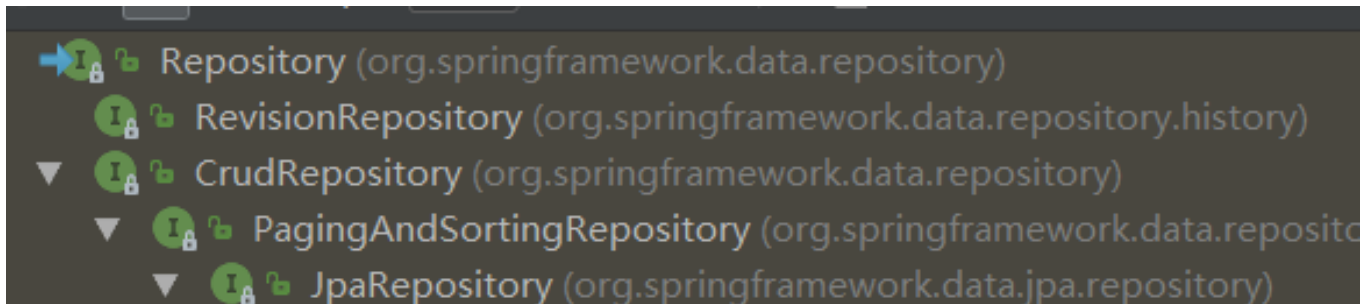 Repository (org.springframework.data.repository)
RevisionRepository (org.springframework.data.repository.history)
CrudRepository (org.springframework.data.repository)
PagingAndSortingRepository (org.springframework.data.reposito
JpaRepository (org.springframework.data.jpa.repository)